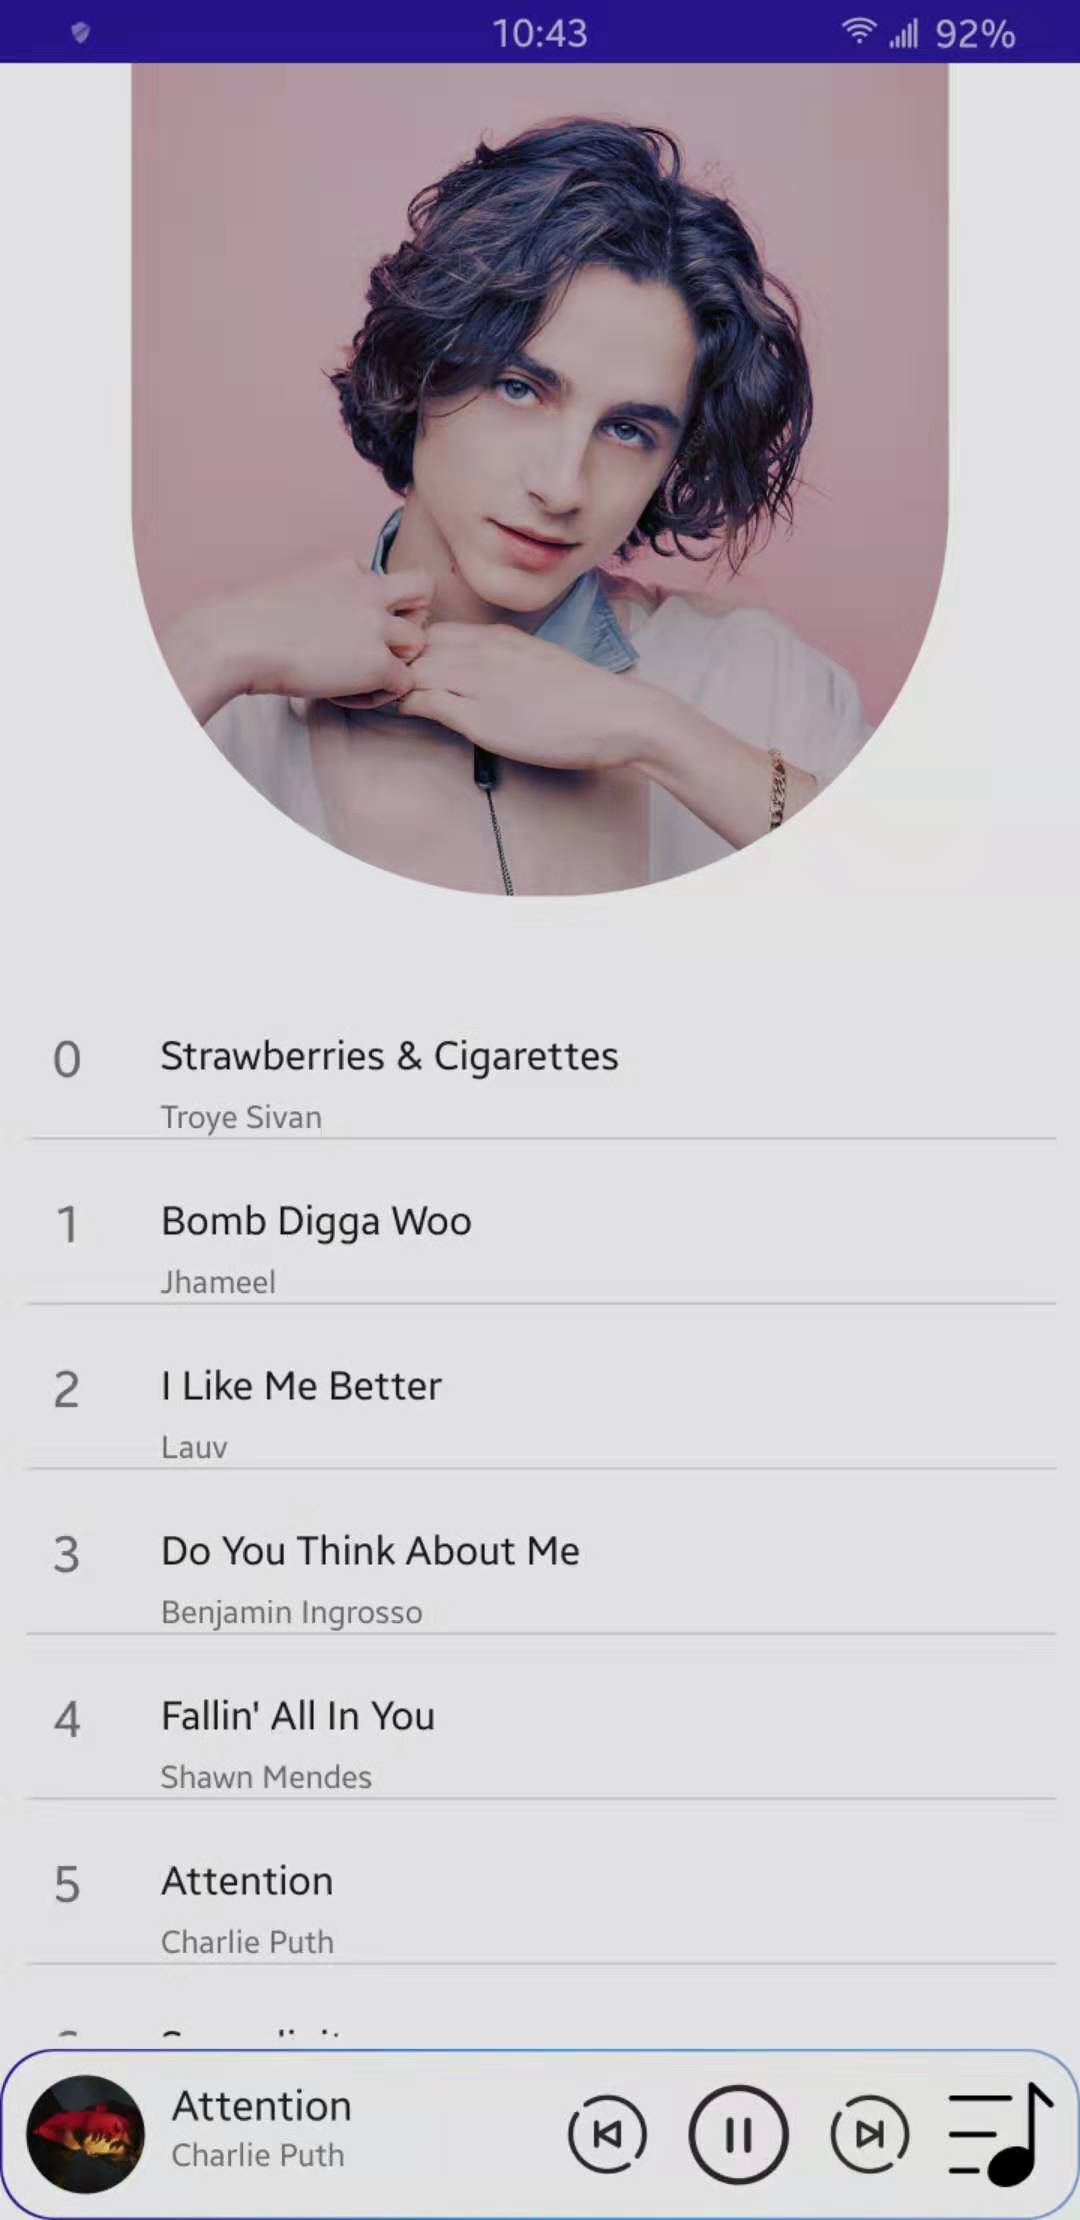 10:43
92%
0
Strawberries & Cigarettes
Troye Sivan
1
Bomb Digga Woo
Jhameel
2
I Like Me Better
Lauv
3
Do You Think About Me
Benjamin Ingrosso
4
Fallin' All In You
Shawn Mendes
5
Attention
Charlie Puth
Attention
Charlie Puth